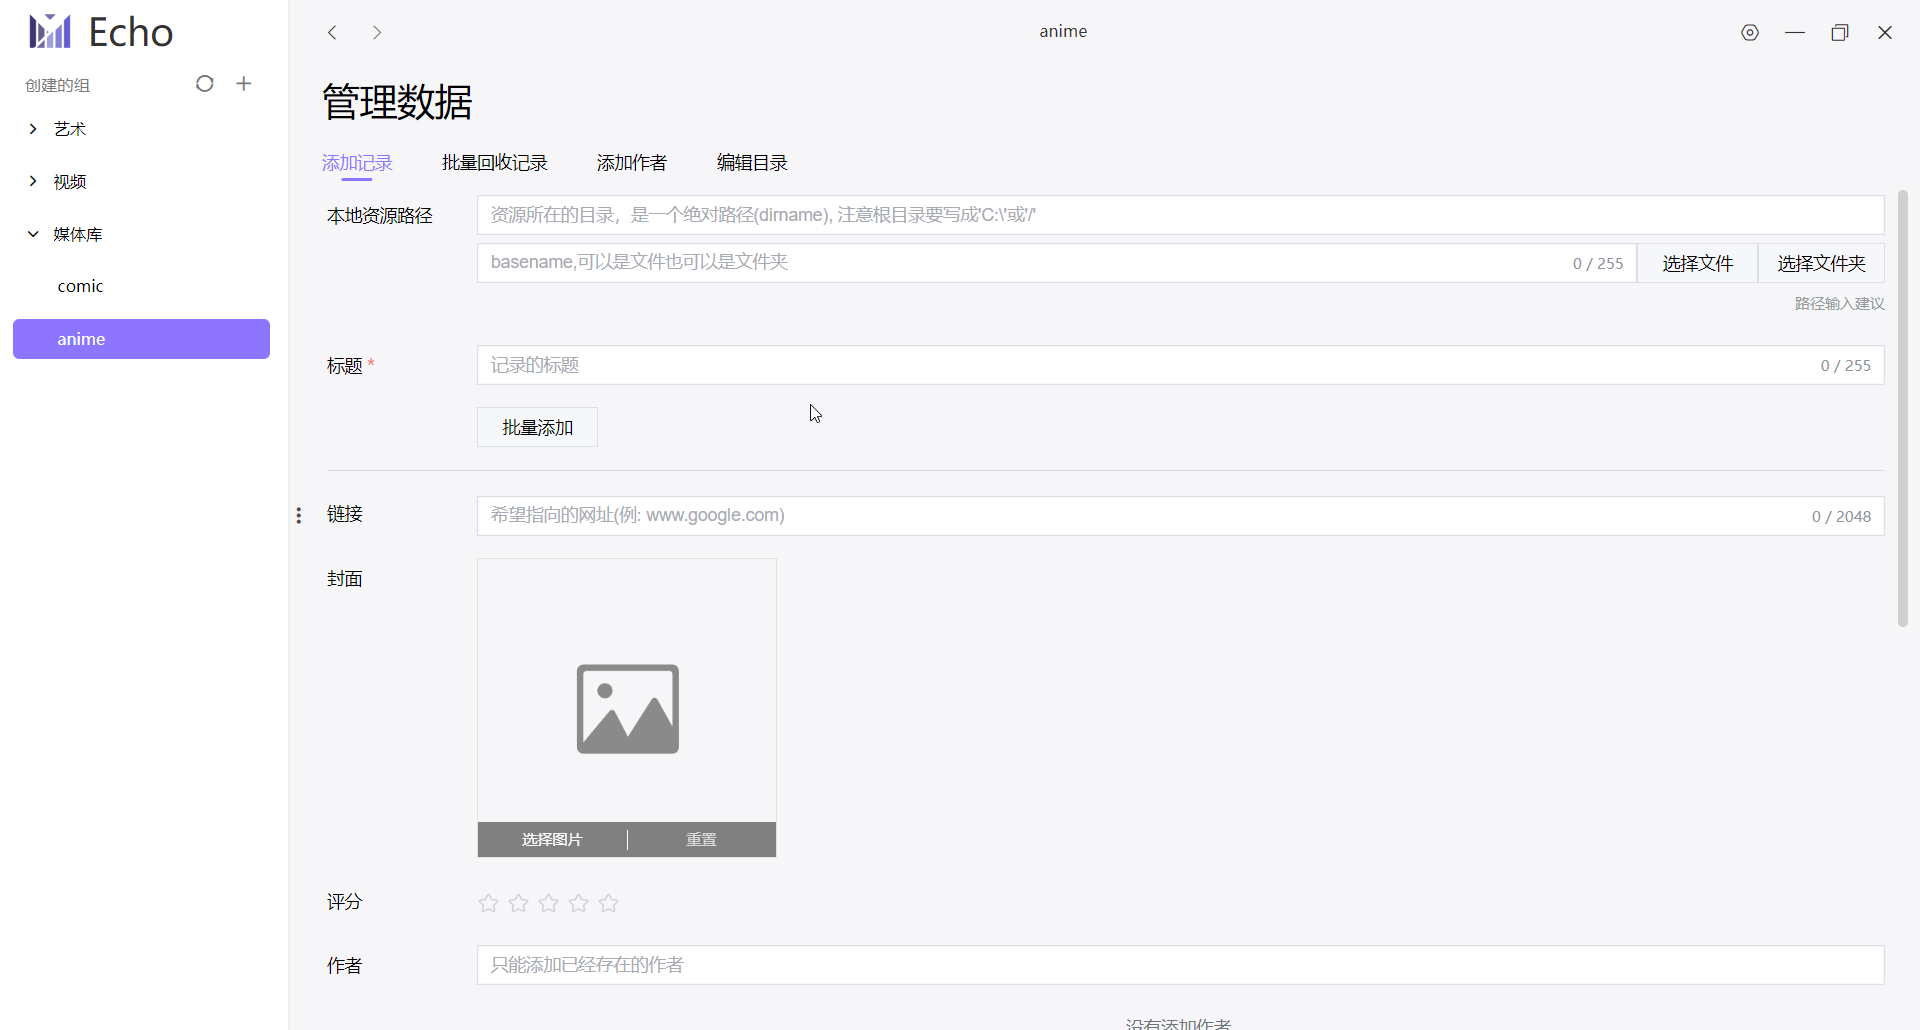 Echo
创建的组
艺术
视频
媒体库
comic
anime
anime
管理数据
添加记录
批量回收记录
添加作者
编辑目录
本地资源路径
资源所在的目录，是一个绝对路径(dirname), 注意根目录要写成'C:\'或'/'
basename,可以是文件也可以是文件夹
0 / 255
选择文件
选择文件夹
路径输入建议
标题 *
记录的标题
0 / 255
批量添加
链接
希望指向的网址(例: www.google.com)
0 / 2048
封面
选择图片
重置
评分
作者
只能添加已经存在的作者
没有添加作者